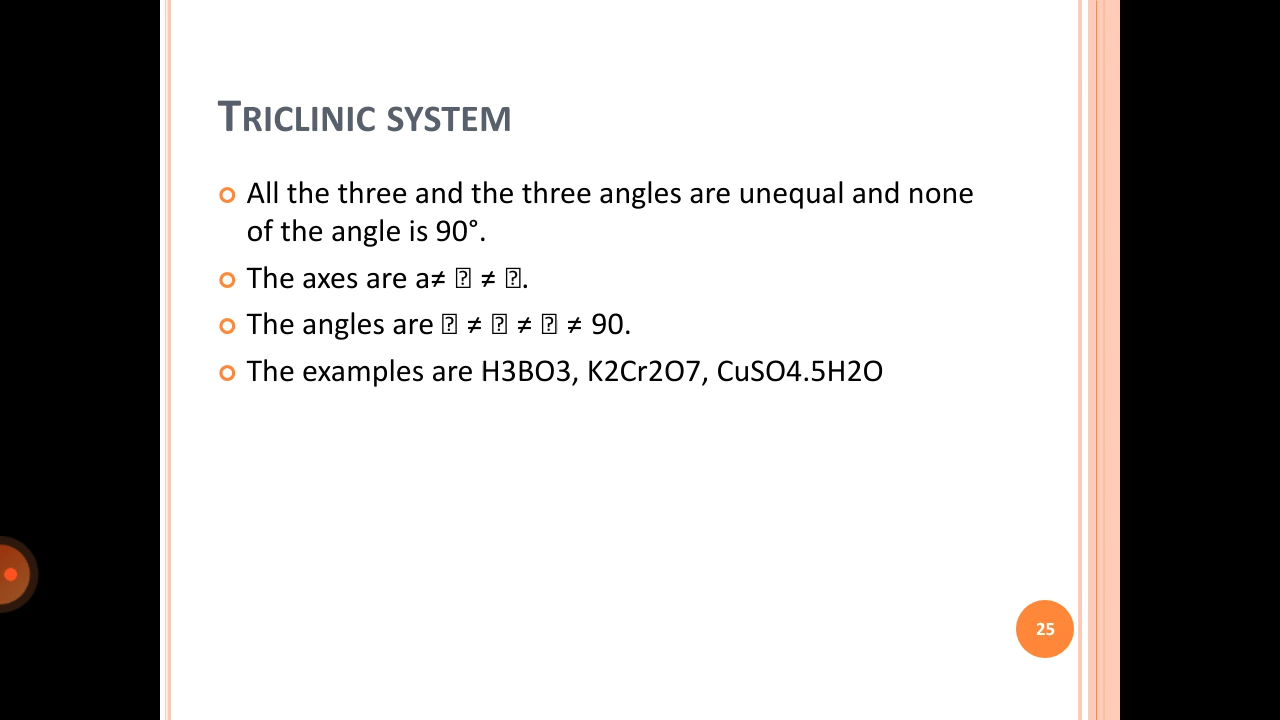 TRICLINIC SYSTEM
All the three and the three angles are unequal and none
of the angle is 90°.
The axes are a≠ ⍰ ≠ ⍰.
The angles are ⍰ ≠ ⍰ ≠ ⍰ ≠ 90.
The examples are H3BO3, K2Cr2O7, CuSO4.5H2O
25